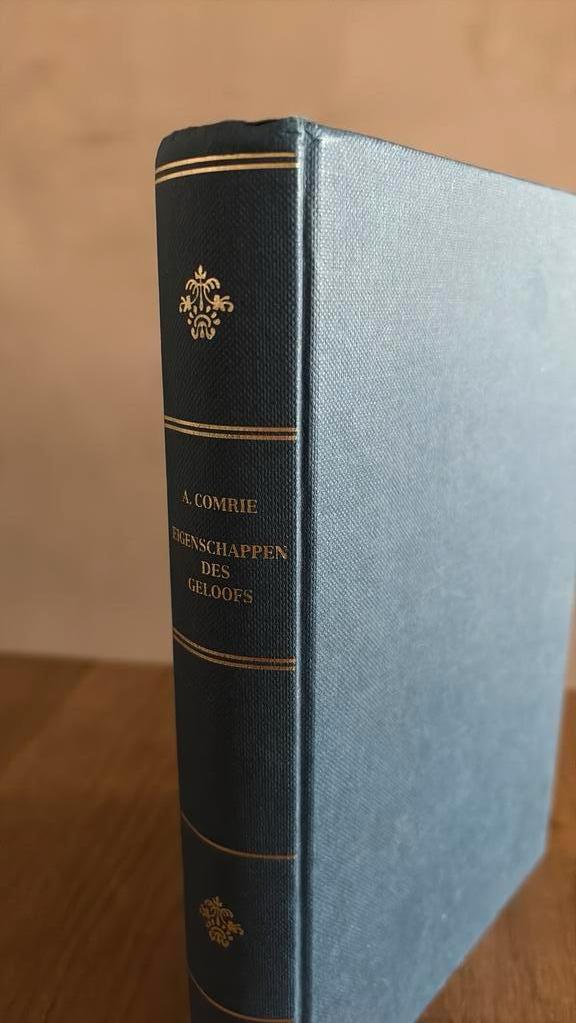 A. COMRIE
EIGENSCHAPPEN
DES
GELOOFS